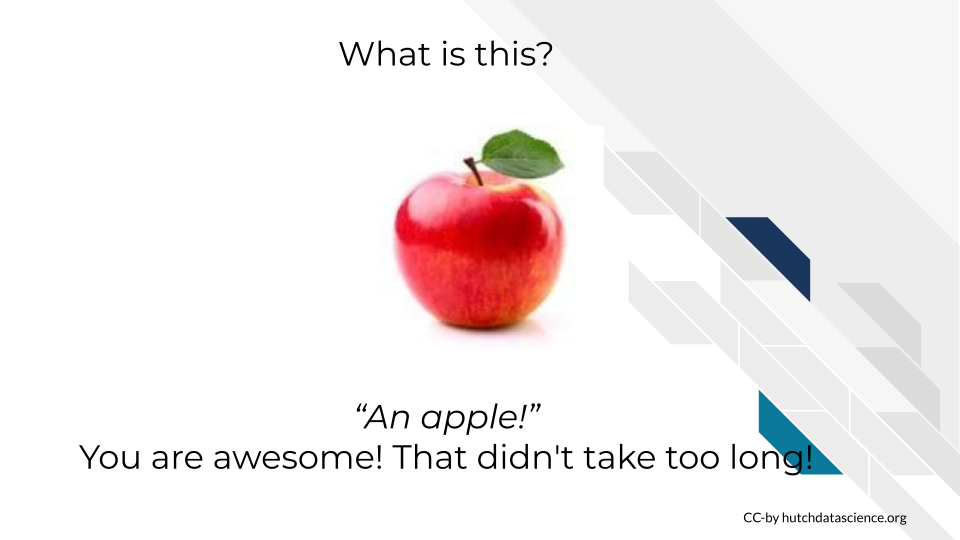 What is this?
“An apple!”
You are awesome! That didn't take too long!
CC-by hutchdatascience.org